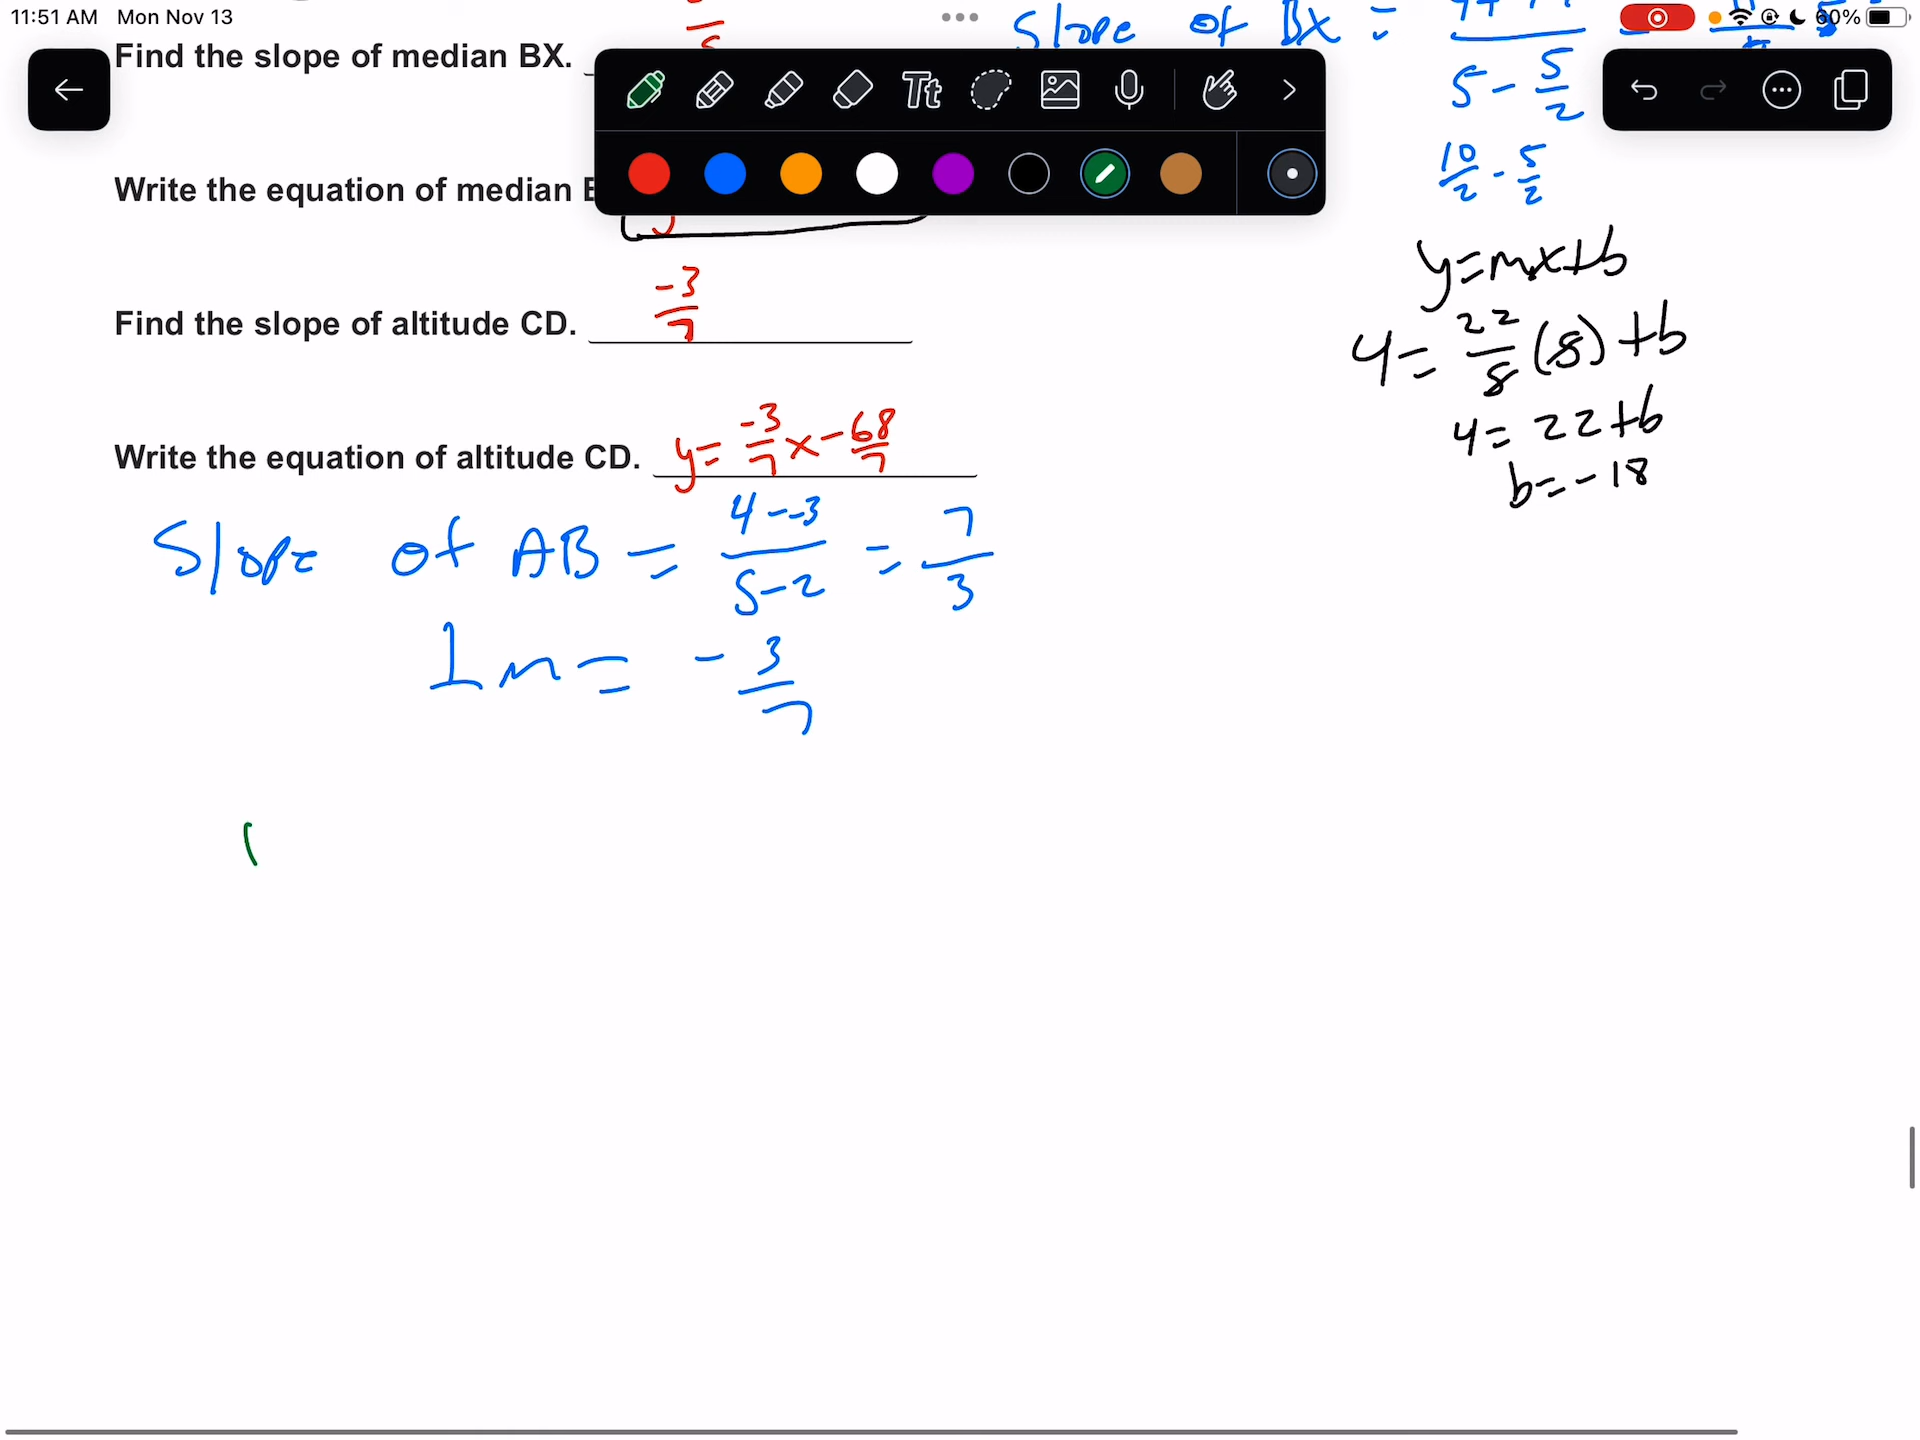 11:51 AM Mon Nov 13
60%
Find the slope of median BX.
Slope of BX =
5 - 5/2
10/2 - 5/2
Tt
Write the equation of median
y=mx+b
Find the slope of altitude CD. -3/7
4= 22/8 (8) +b
4= 22+b
b=-18
Write the equation of altitude CD. y= -3/7 x -68/7
Slope of AB = 4--3/5-2 = 7/3
⊥ m= - 3/7
(